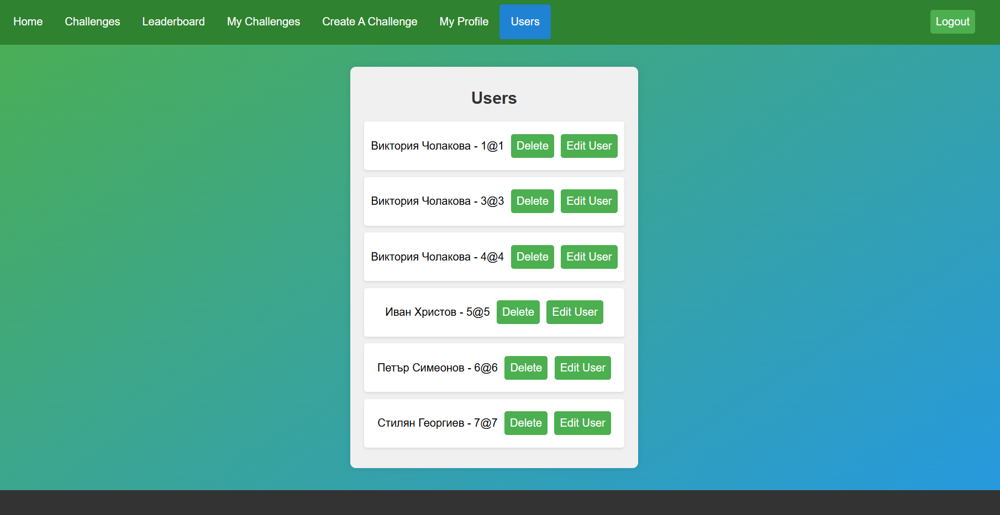 Home Challenges Leaderboard My Challenges Create A Challenge My Profile Users Logout
Users
Виктория Чолакова - 1@1 Delete Edit User
Виктория Чолакова - 3@3 Delete Edit User
Виктория Чолакова - 4@4 Delete Edit User
Иван Христов - 5@5 Delete Edit User
Петър Симеонов - 6@6 Delete Edit User
Стилян Георгиев - 7@7 Delete Edit User